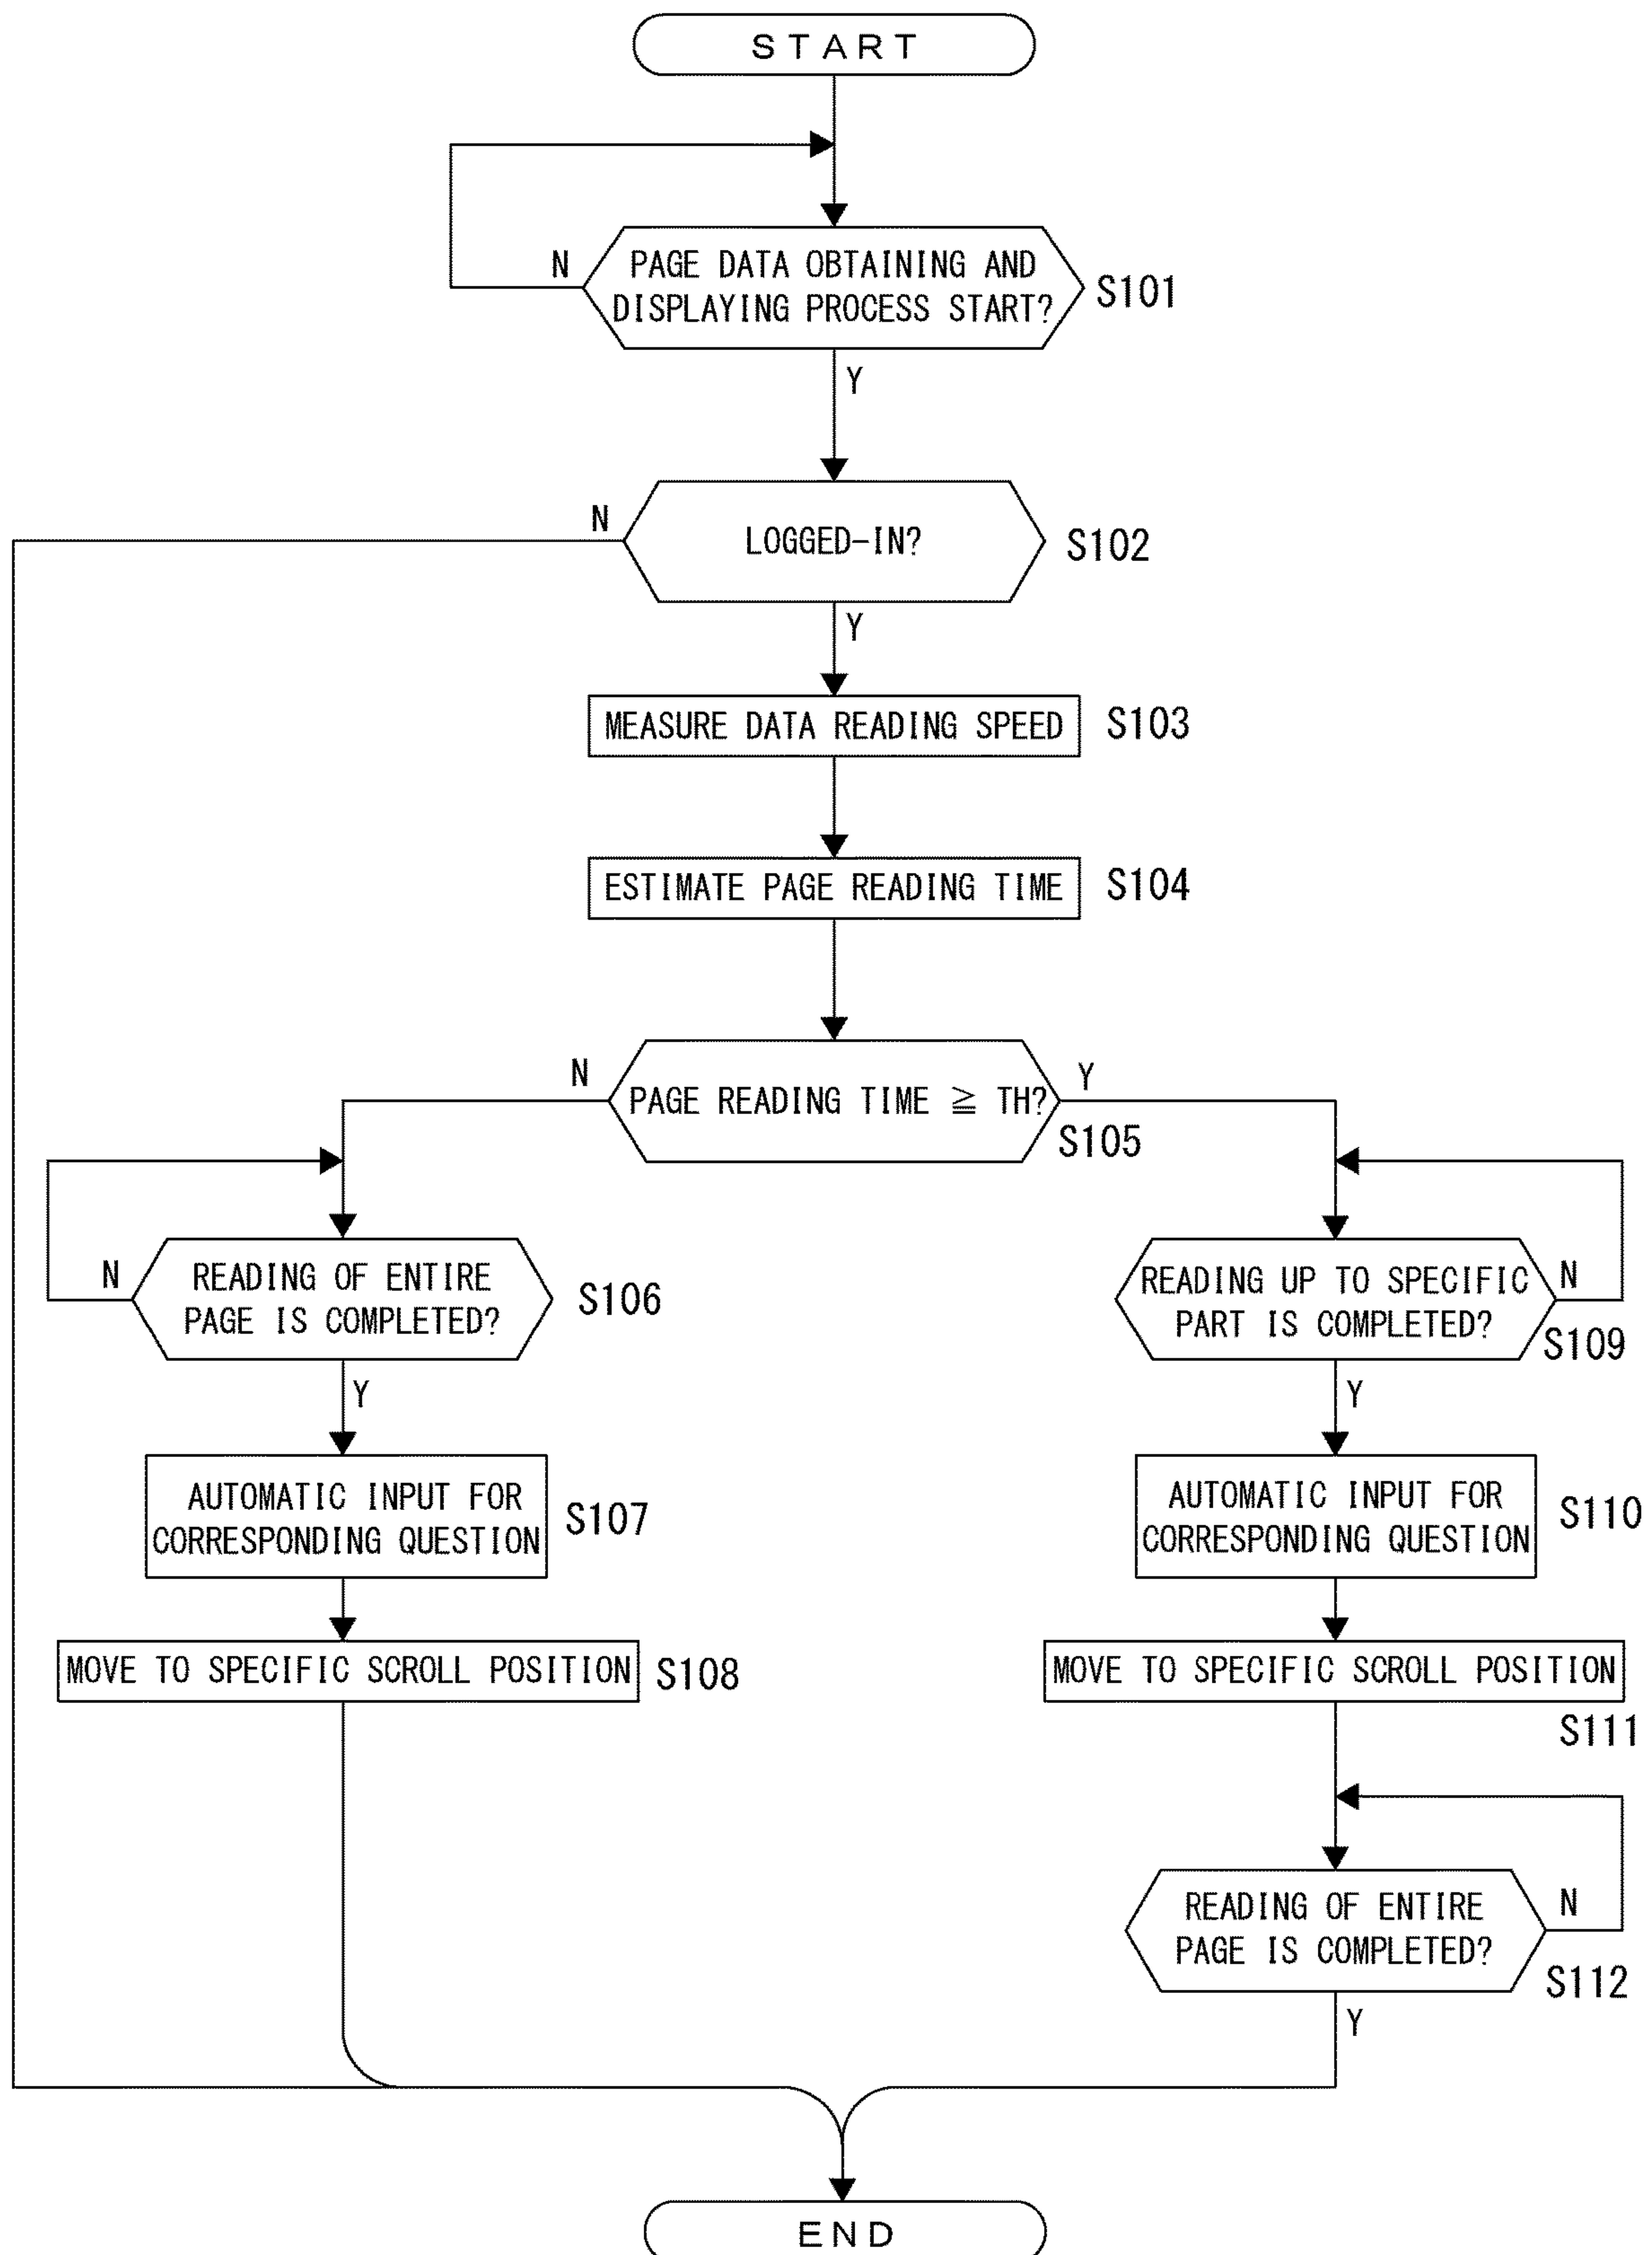 START
N
PAGE DATA OBTAINING AND
DISPLAYING PROCESS START?
S101
Y
N
LOGGED-IN?
S102
Y
MEASURE DATA READING SPEED
S103
ESTIMATE PAGE READING TIME
S104
N
PAGE READING TIME ≧ TH?
Y
S105
N
READING OF ENTIRE
PAGE IS COMPLETED?
S106
Y
AUTOMATIC INPUT FOR
CORRESPONDING QUESTION
S107
MOVE TO SPECIFIC SCROLL POSITION
S108
READING UP TO SPECIFIC
PART IS COMPLETED?
N
S109
Y
AUTOMATIC INPUT FOR
CORRESPONDING QUESTION
S110
MOVE TO SPECIFIC SCROLL POSITION
S111
READING OF ENTIRE
PAGE IS COMPLETED?
N
S112
Y
END